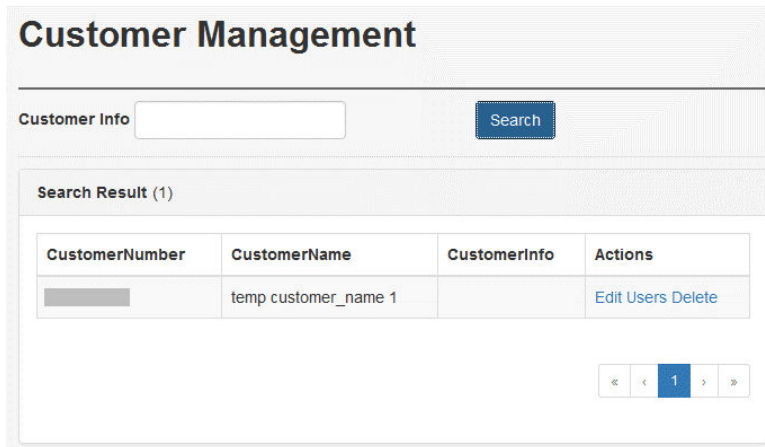 Customer Management
Customer Info Search
Search Result (1)
CustomerNumber CustomerName CustomerInfo Actions
temp customer_name 1 Edit Users Delete
« ‹ 1 › »